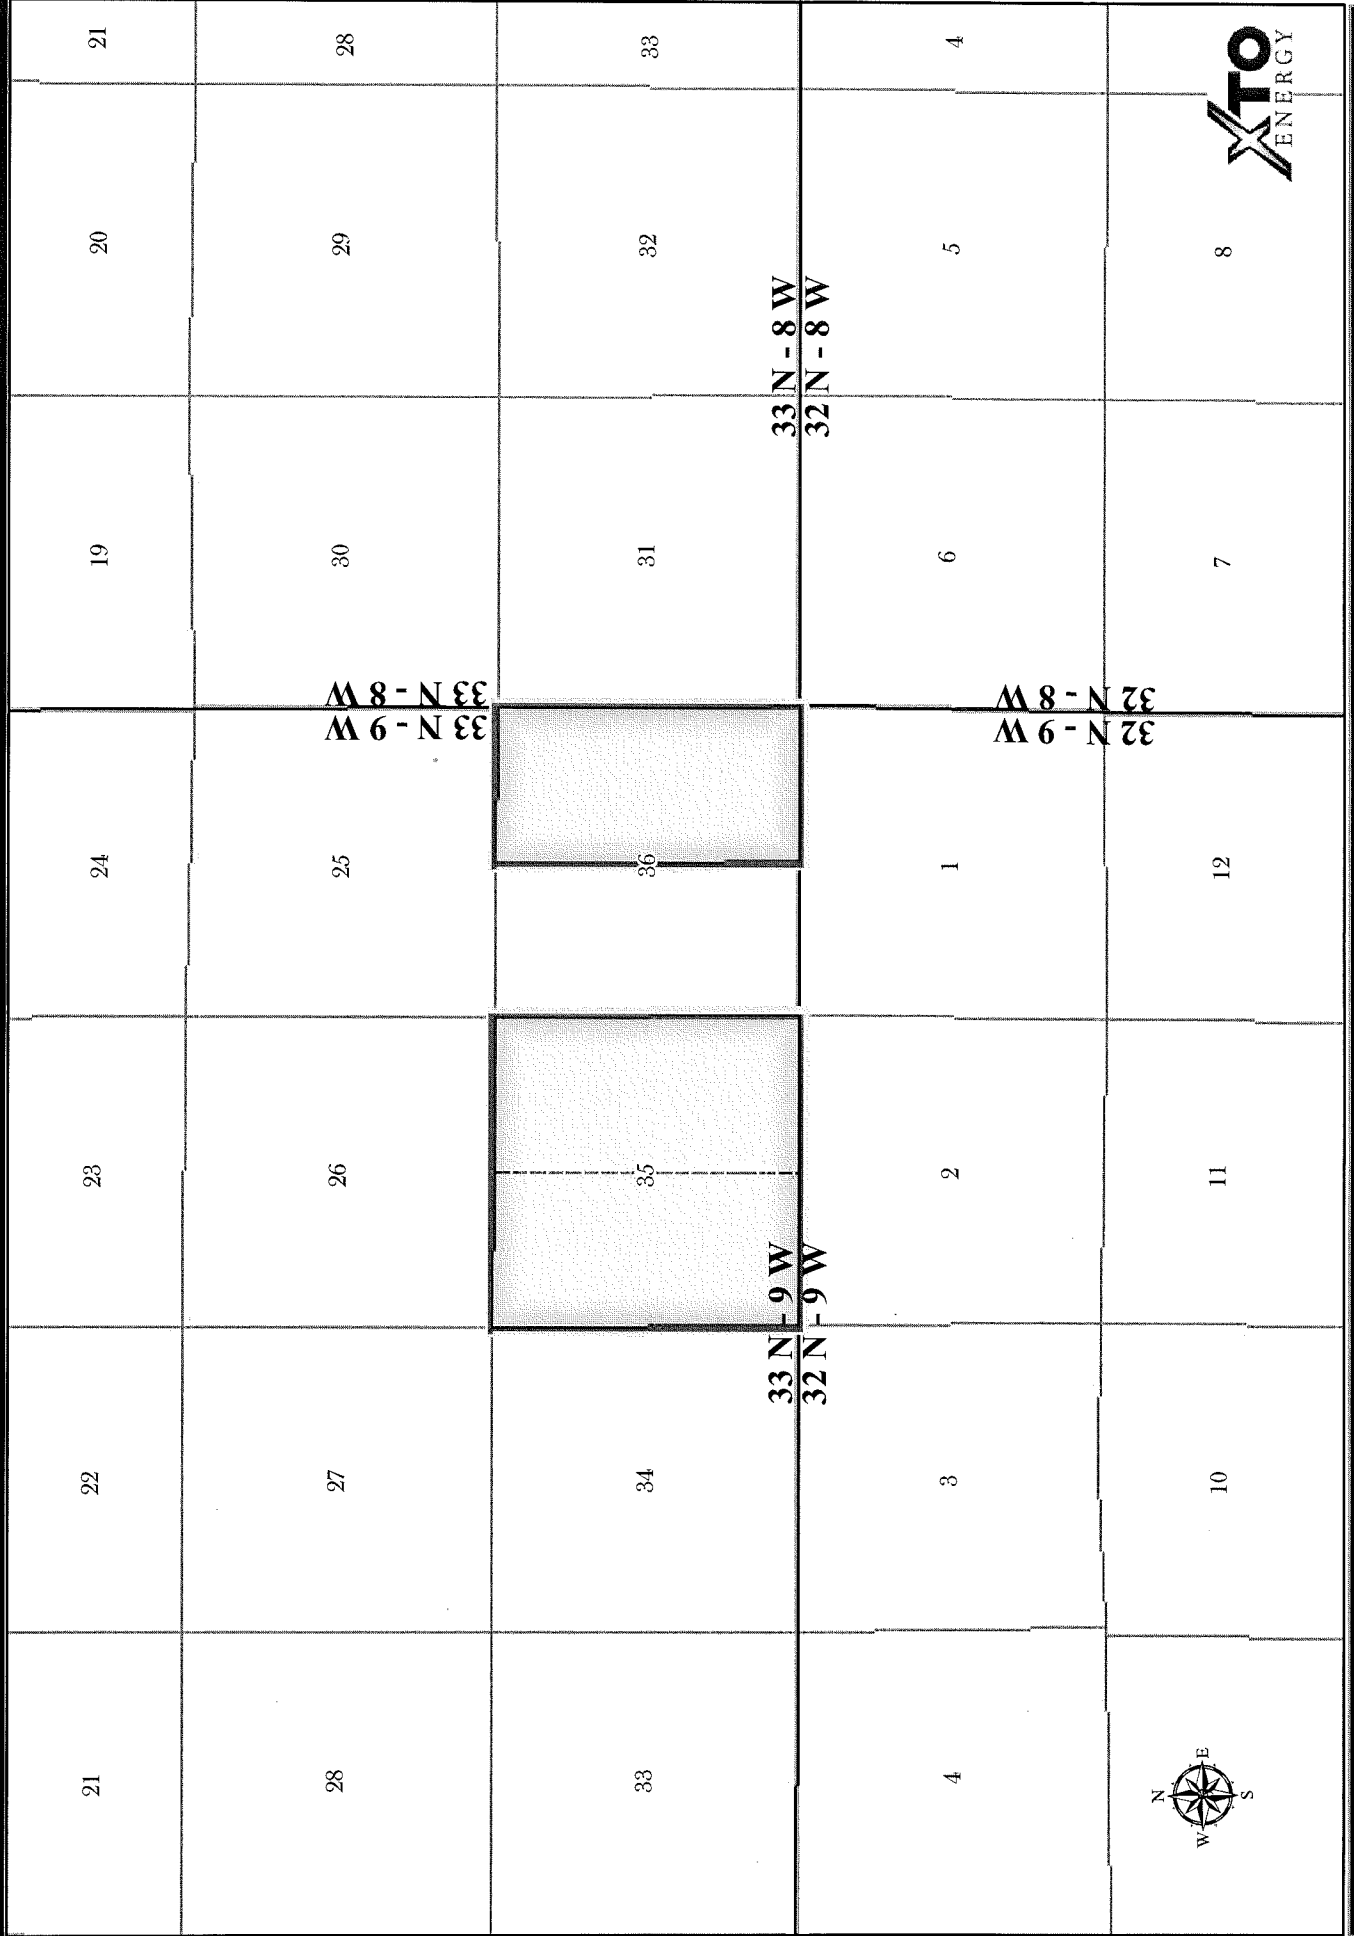 21 22 23 24 19 20 21
28 27 26 25 30 29 28
33 N - 9 W
33 N - 8 W
33 34 35 36 31 32 33
33 N - 9 W 33 N - 8 W
32 N - 9 W 32 N - 8 W
4 3 2 1 6 5 4
32 N - 9 W
32 N - 8 W
10 11 12 7 8
N
W E
S
XTO
ENERGY